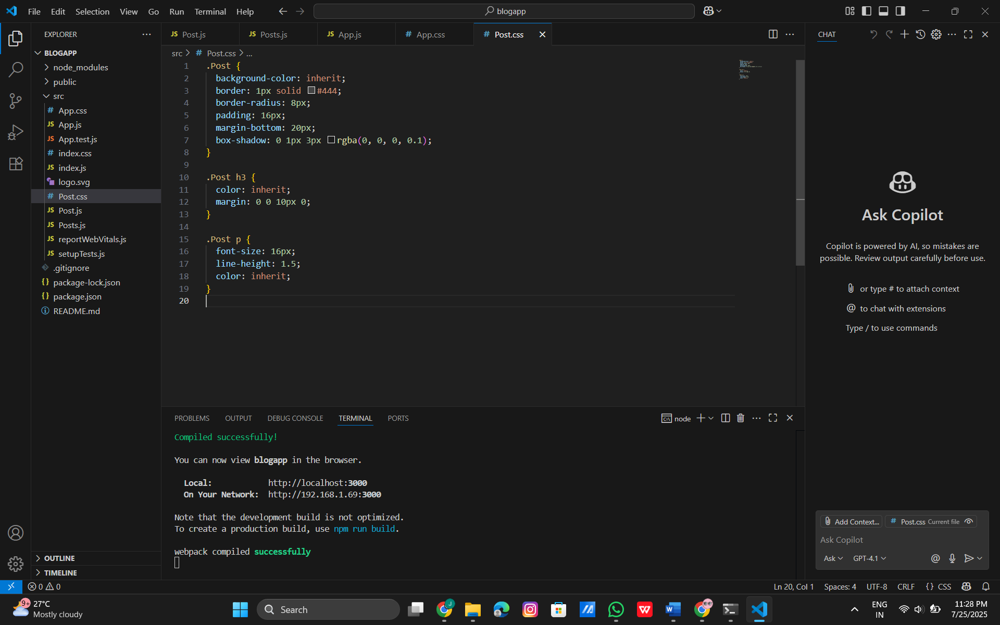 File Edit Selection View Go Run Terminal Help
blogapp
EXPLORER
BLOGAPP
node_modules
public
src
# App.css
JS App.js
JS App.test.js
# index.css
JS index.js
logo.svg
# Post.css
JS Post.js
JS Posts.js
JS reportWebVitals.js
JS setupTests.js
.gitignore
{} package-lock.json
{} package.json
README.md
OUTLINE
TIMELINE
JS Post.js JS Posts.js JS App.js # App.css # Post.css
src > # Post.css > ...
1 .Post {
2 background-color: inherit;
3 border: 1px solid #444;
4 border-radius: 8px;
5 padding: 16px;
6 margin-bottom: 20px;
7 box-shadow: 0 1px 3px rgba(0, 0, 0, 0.1);
8 }
9
10 .Post h3 {
11 color: inherit;
12 margin: 0 0 10px 0;
13 }
14
15 .Post p {
16 font-size: 16px;
17 line-height: 1.5;
18 color: inherit;
19 }
20
PROBLEMS OUTPUT DEBUG CONSOLE TERMINAL PORTS
node
Compiled successfully!
You can now view blogapp in the browser.
Local: http://localhost:3000
On Your Network: http://192.168.1.69:3000
Note that the development build is not optimized.
To create a production build, use npm run build.
webpack compiled successfully
CHAT
Ask Copilot
Copilot is powered by AI, so mistakes are
possible. Review output carefully before use.
or type # to attach context
@ to chat with extensions
Type / to use commands
Add Context... # Post.css Current file
Ask Copilot
Ask GPT-4.1 @
0 0
Ln 20, Col 1 Spaces: 4 UTF-8 CRLF {} CSS
9+
27°C
Mostly cloudy
Search
J
W
W
ENG
IN
11:28 PM
7/25/2025